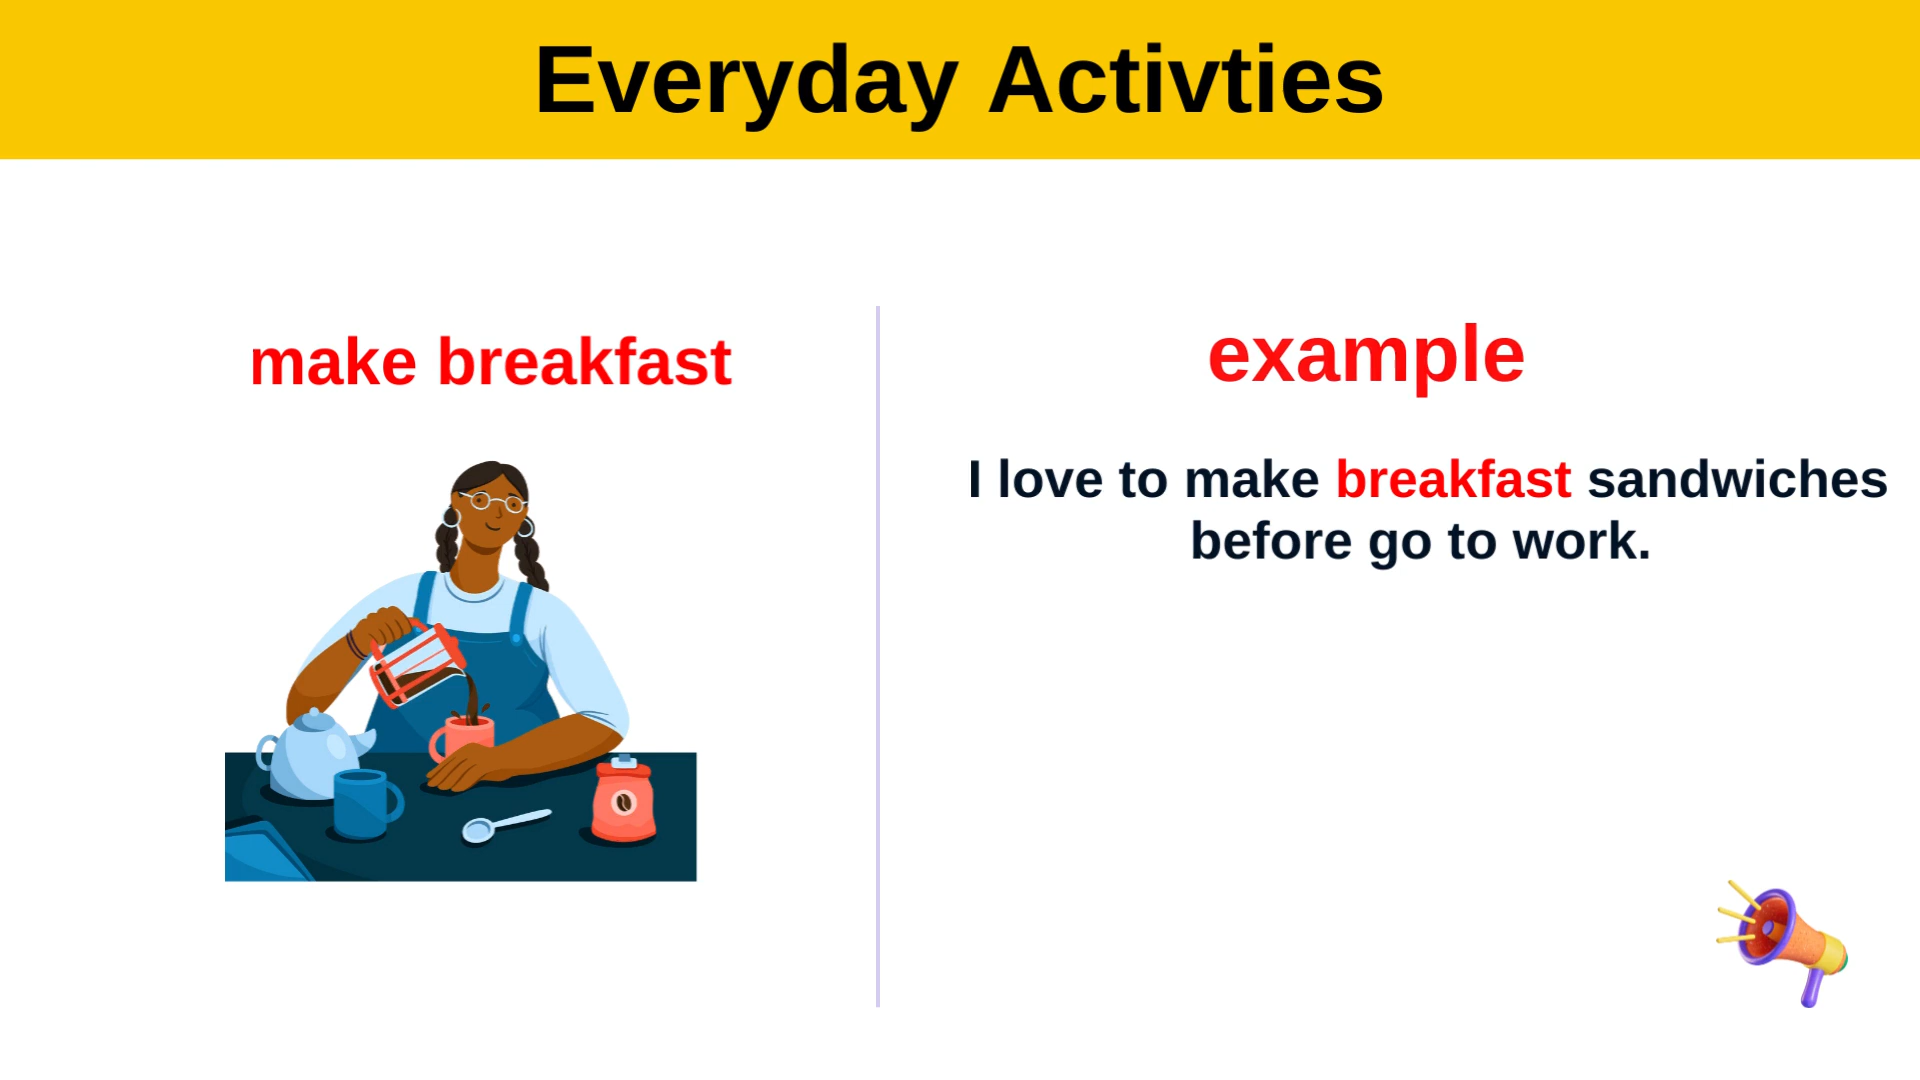 Everyday Activties
make breakfast
example
I love to make breakfast sandwiches
before go to work.